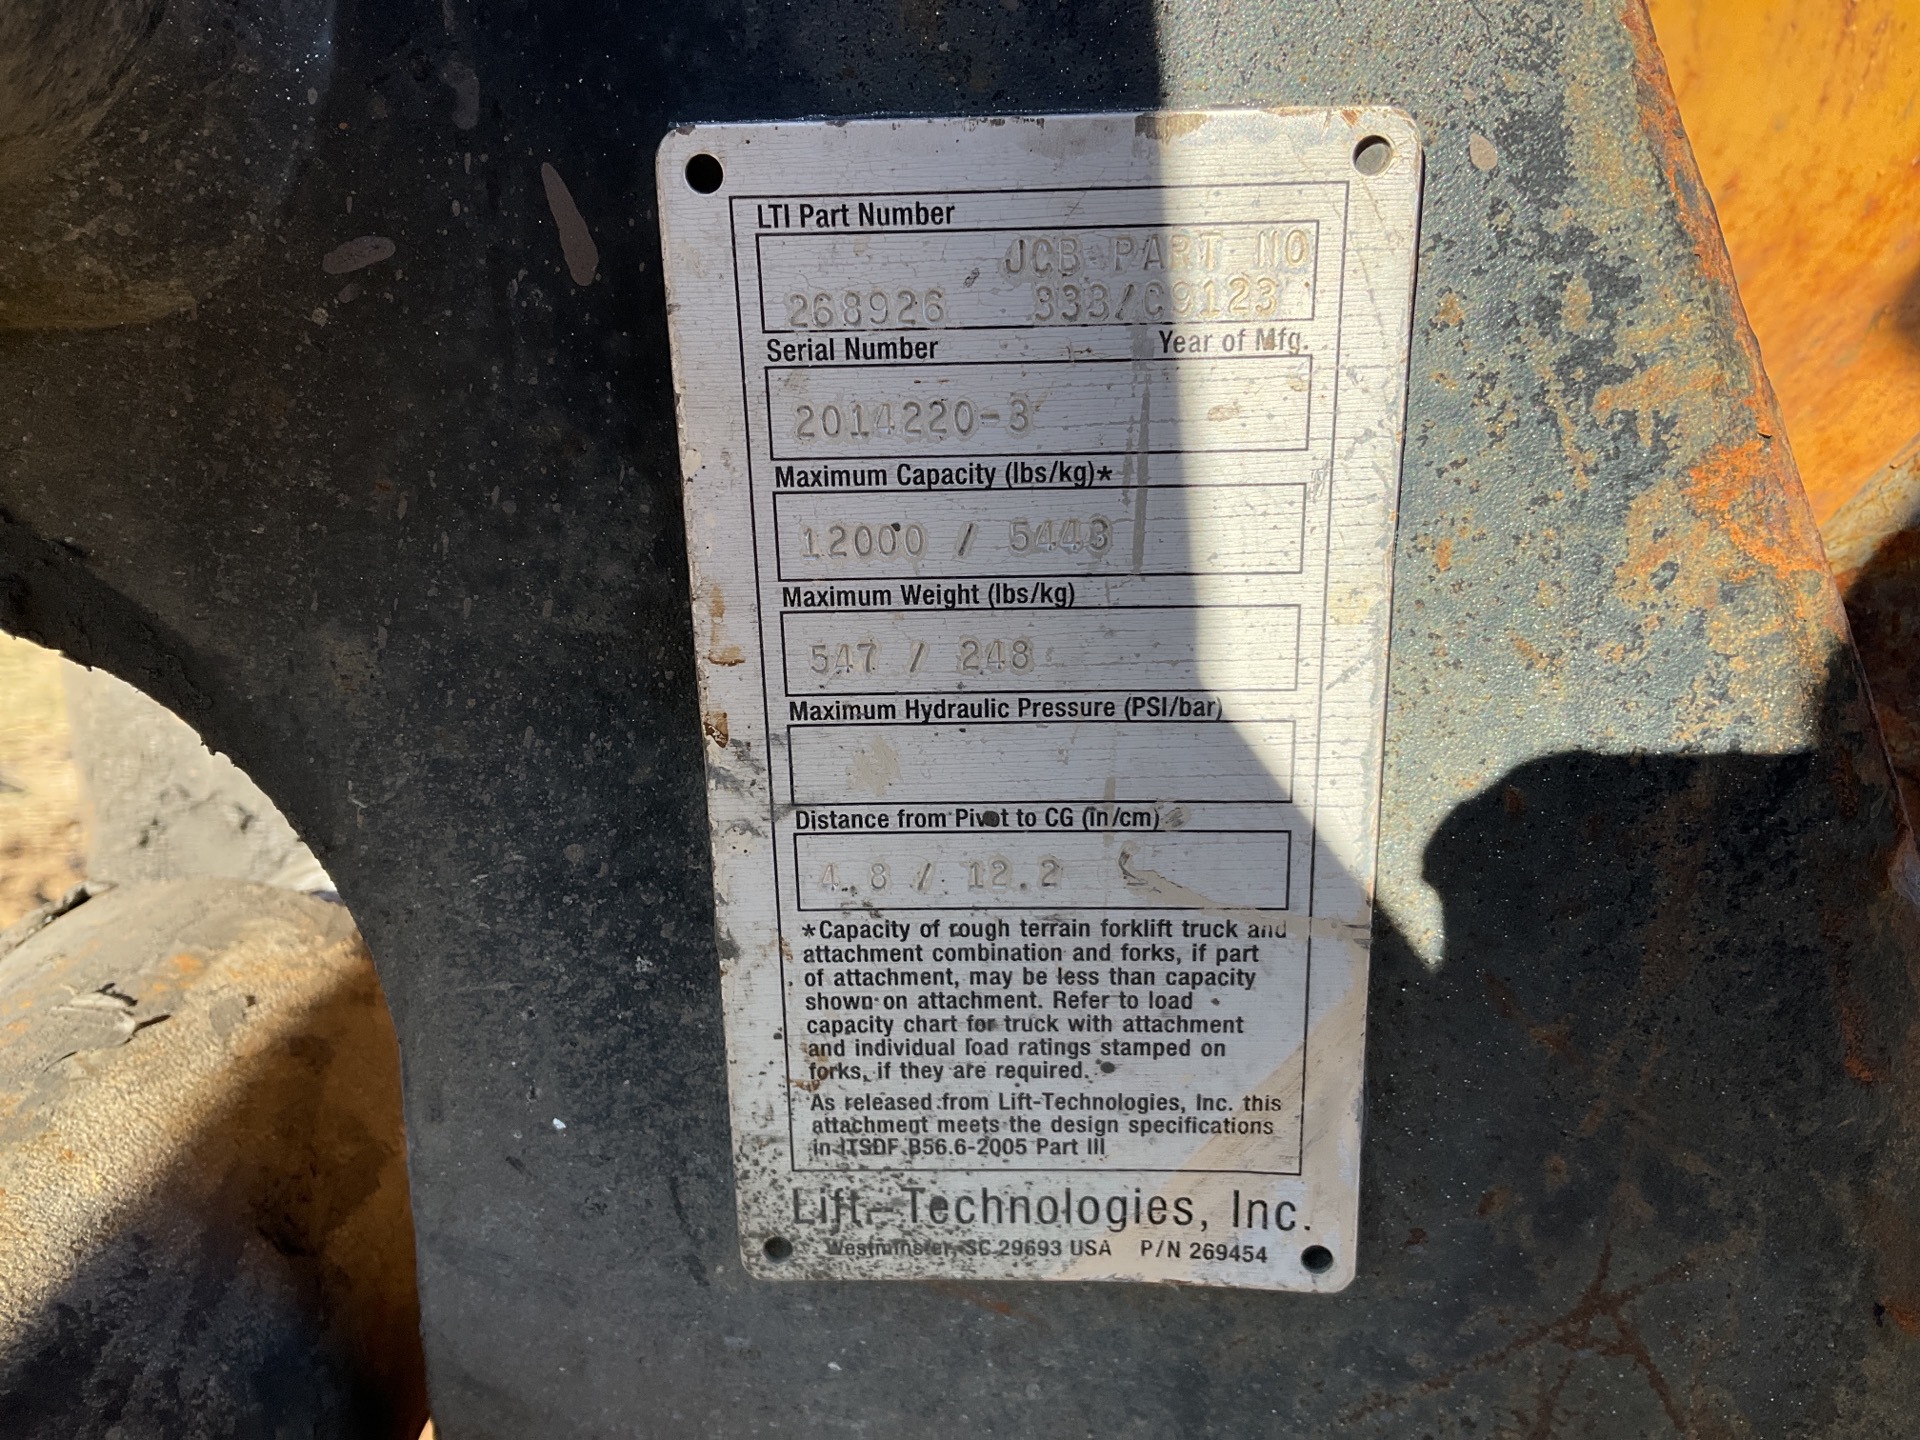 LTI Part Number
JCB PART NO
268926 333/C9123
Serial Number Year of Mfg.
2014220-3
Maximum Capacity (lbs/kg)*
12000 / 5443
Maximum Weight (lbs/kg)
547 / 248
Maximum Hydraulic Pressure (PSI/bar)
Distance from Pivot to CG (in/cm)
4.8 / 12.2
*Capacity of rough terrain forklift truck and
attachment combination and forks, if part
of attachment, may be less than capacity
shown on attachment. Refer to load
capacity chart for truck with attachment
and individual load ratings stamped on
forks, if they are required.
As released from Lift-Technologies, Inc. this
attachment meets the design specifications
in ITSDF B56.6-2005 Part III
Lift-Technologies, Inc.
Westminster, SC 29693 USA P/N 269454